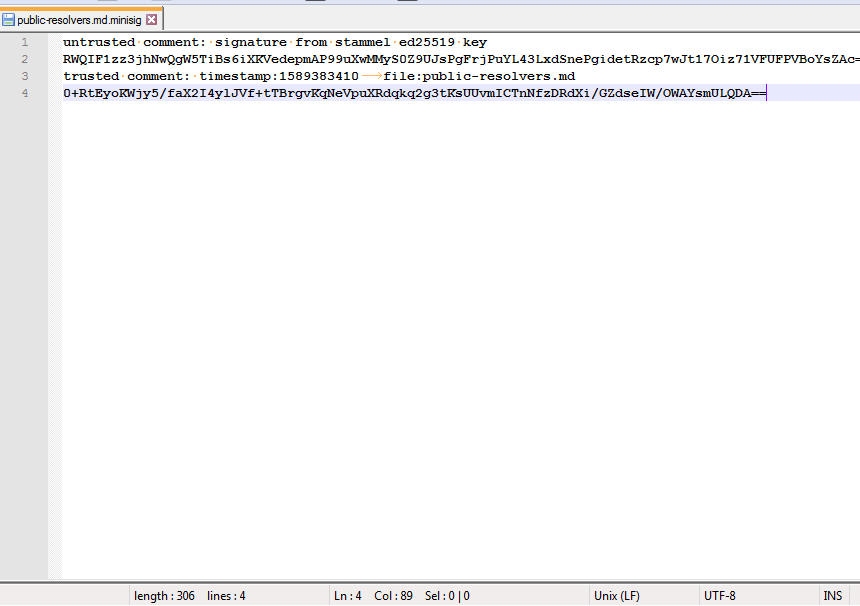 public-resolvers.md.minisig
1 untrusted comment: signature from stammel ed25519 key
2 RWQIF1zz3jhNwQgW5TiBs6iXKVedepmAP99uXwMMyS0Z9UJsPgFrjPuYL43LxdSnePgidetRzcp7wJt17Oiz71VFUFPVBoYsZAc=
3 trusted comment: timestamp:1589383410 file:public-resolvers.md
4 0+RtEyoKWjy5/faX2I4ylJVf+tTBrgvKqNeVpuXRdqkq2g3tKsUUvmICTnNfzDRdXi/GZdseIW/OWAYsmULQDA==
length : 306 lines : 4 Ln : 4 Col : 89 Sel : 0 | 0 Unix (LF) UTF-8 INS